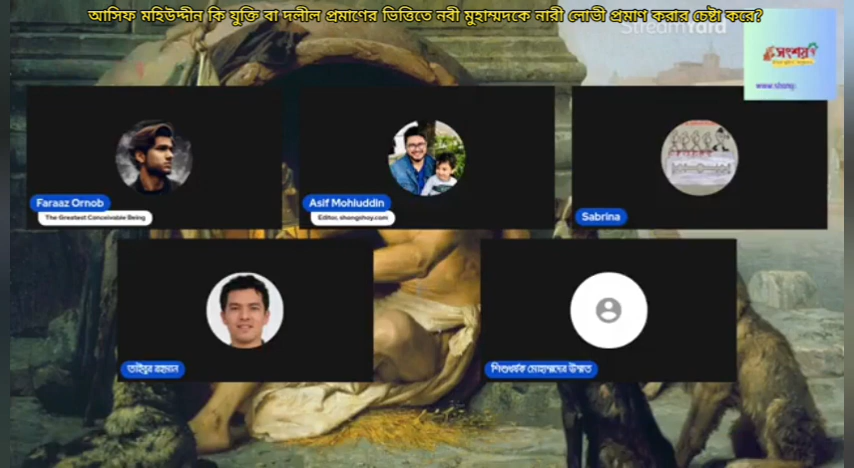 আসিফ মহিউদ্দীন কি যুক্তি বা দলীল প্রমাণের ভিত্তিতে নবী মুহাম্মদকে নারী লোভী প্রমাণ করার চেষ্টা করে?
StreamYard
সংশয়
Faraaz Ornob
The Greatest Conceivable Being
Asif Mohiuddin
Editor, shongshoy.com
Sabrina
তাইবুর রহমান
শিশুধর্ষক মোহাম্মদের উম্মাত